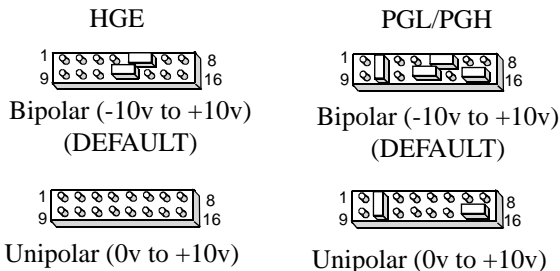 HGE PGL/PGH
1 8 1 8
9 16 9 16
Bipolar (-10v to +10v) Bipolar (-10v to +10v)
(DEFAULT) (DEFAULT)
1 8 1 8
9 16 9 16
Unipolar (0v to +10v) Unipolar (0v to +10v)